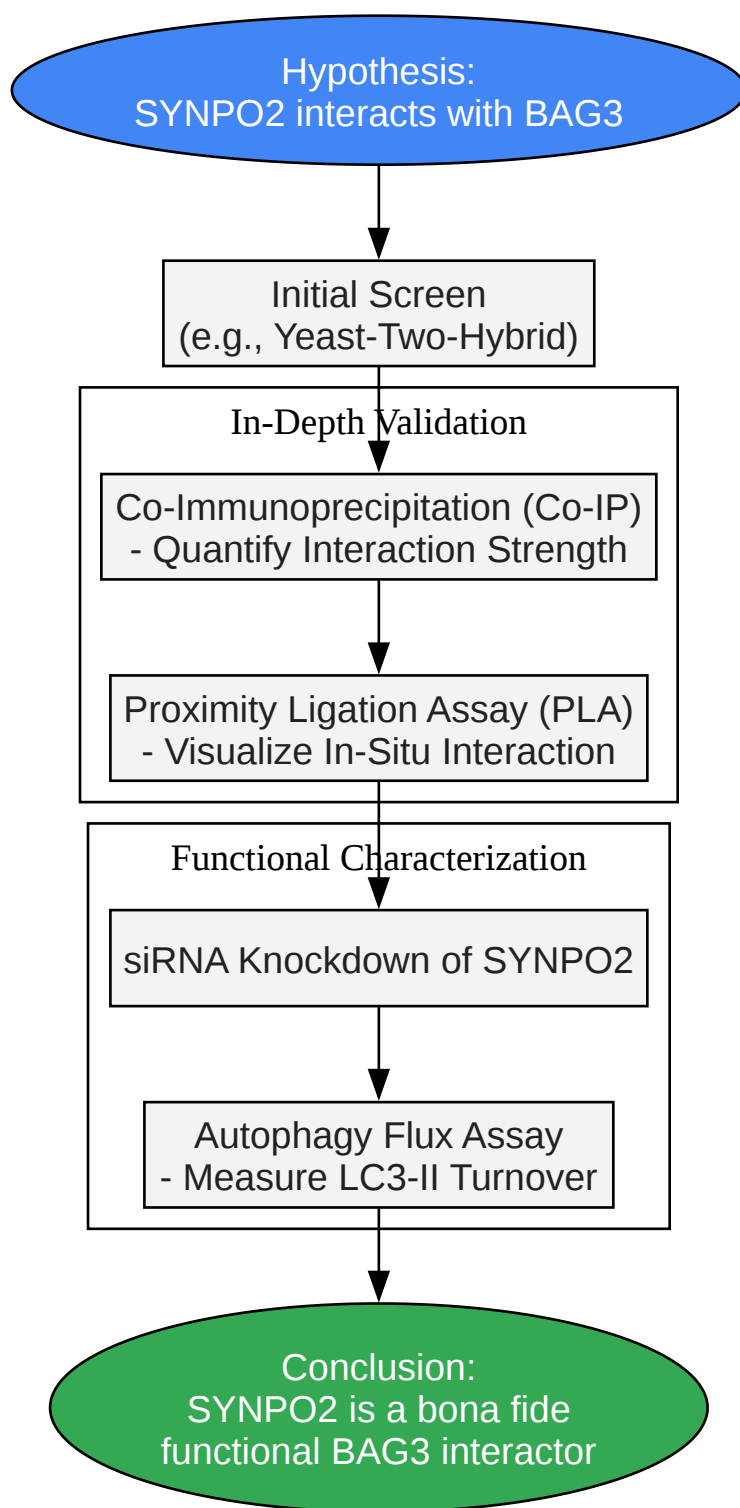 Hypothesis:
SYNPO2 interacts with BAG3
Initial Screen
(e.g., Yeast-Two-Hybrid)
In-Depth Validation
Co-Immunoprecipitation (Co-IP)
- Quantify Interaction Strength
Proximity Ligation Assay (PLA)
- Visualize In-Situ Interaction
Functional Characterization
siRNA Knockdown of SYNPO2
Autophagy Flux Assay
- Measure LC3-II Turnover
Conclusion:
SYNPO2 is a bona fide
functional BAG3 interactor